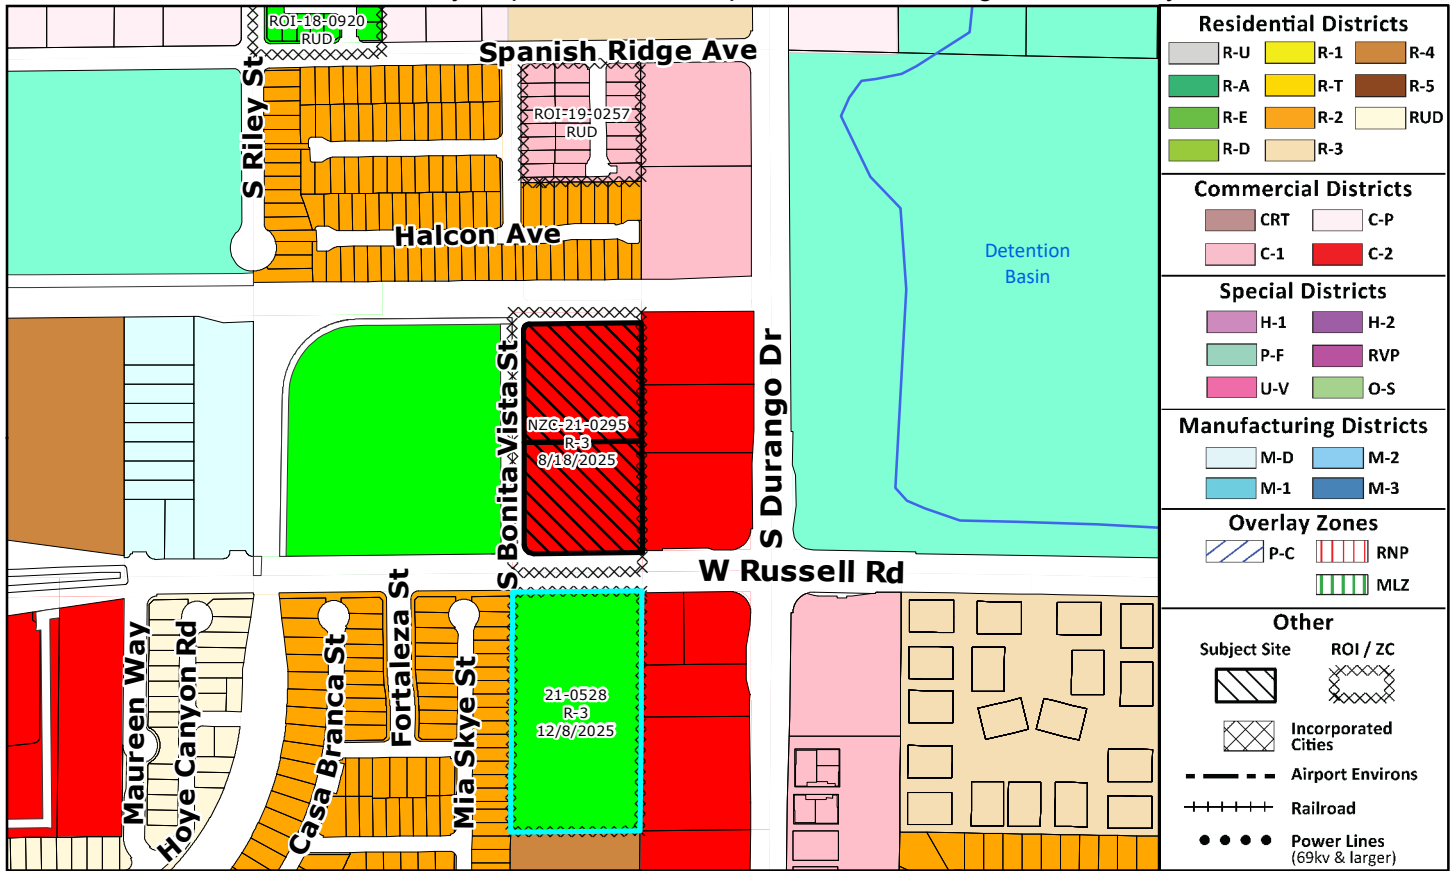 ROI-18-0920
RUD
Spanish Ridge Ave
S Riley St
ROI-19-0257
RUD
Halcon Ave
Detention
Basin
S Bonita Vista St
NZC-21-0295
R-3
8/18/2025
S Durango Dr
W Russell Rd
Maureen Way
Hoye Canyon Rd
Casa Branca St
Fortaleza St
Mia Skye St
21-0528
R-3
12/8/2025
Residential Districts
R-U
R-1
R-4
R-A
R-T
R-5
R-E
R-2
RUD
R-D
R-3
Commercial Districts
CRT
C-P
C-1
C-2
Special Districts
H-1
H-2
P-F
RVP
U-V
O-S
Manufacturing Districts
M-D
M-2
M-1
M-3
Overlay Zones
P-C
RNP
MLZ
Other
Subject Site
ROI / ZC
Incorporated
Cities
Airport Environs
Railroad
Power Lines
(69kv & larger)